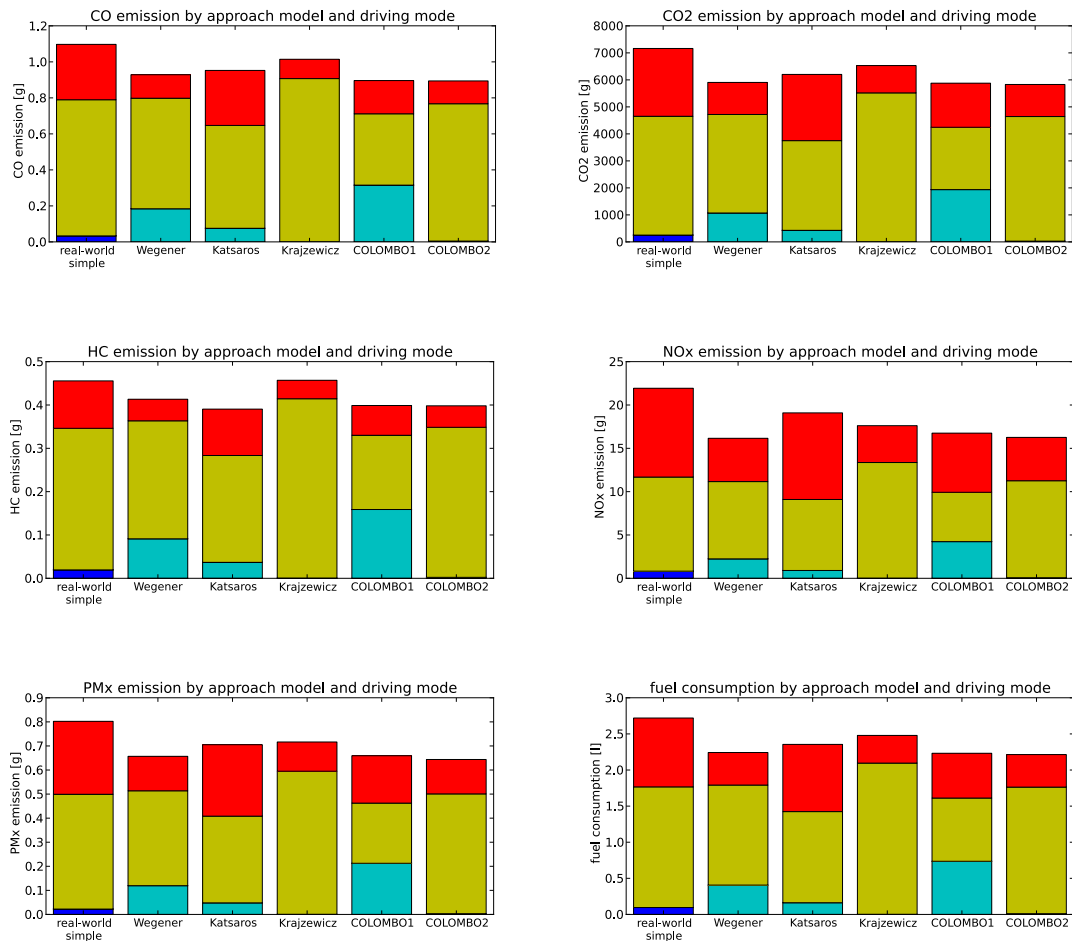 CO emission by approach model and driving mode
1.2
1.0
0.8
0.6
0.4
0.2
0.0
CO emission [g]
real-world
simple
Wegener
Katsaros
Krajzewicz
COLOMBO1
COLOMBO2
CO2 emission by approach model and driving mode
8000
7000
6000
5000
4000
3000
2000
1000
0
CO2 emission [g]
real-world
simple
Wegener
Katsaros
Krajzewicz
COLOMBO1
COLOMBO2
HC emission by approach model and driving mode
0.5
0.4
0.3
0.2
0.1
0.0
HC emission [g]
real-world
simple
Wegener
Katsaros
Krajzewicz
COLOMBO1
COLOMBO2
NOx emission by approach model and driving mode
25
20
15
10
5
0
NOx emission [g]
real-world
simple
Wegener
Katsaros
Krajzewicz
COLOMBO1
COLOMBO2
PMx emission by approach model and driving mode
0.9
0.8
0.7
0.6
0.5
0.4
0.3
0.2
0.1
0.0
PMx emission [g]
real-world
simple
Wegener
Katsaros
Krajzewicz
COLOMBO1
COLOMBO2
fuel consumption by approach model and driving mode
3.0
2.5
2.0
1.5
1.0
0.5
0.0
fuel consumption [l]
real-world
simple
Wegener
Katsaros
Krajzewicz
COLOMBO1
COLOMBO2